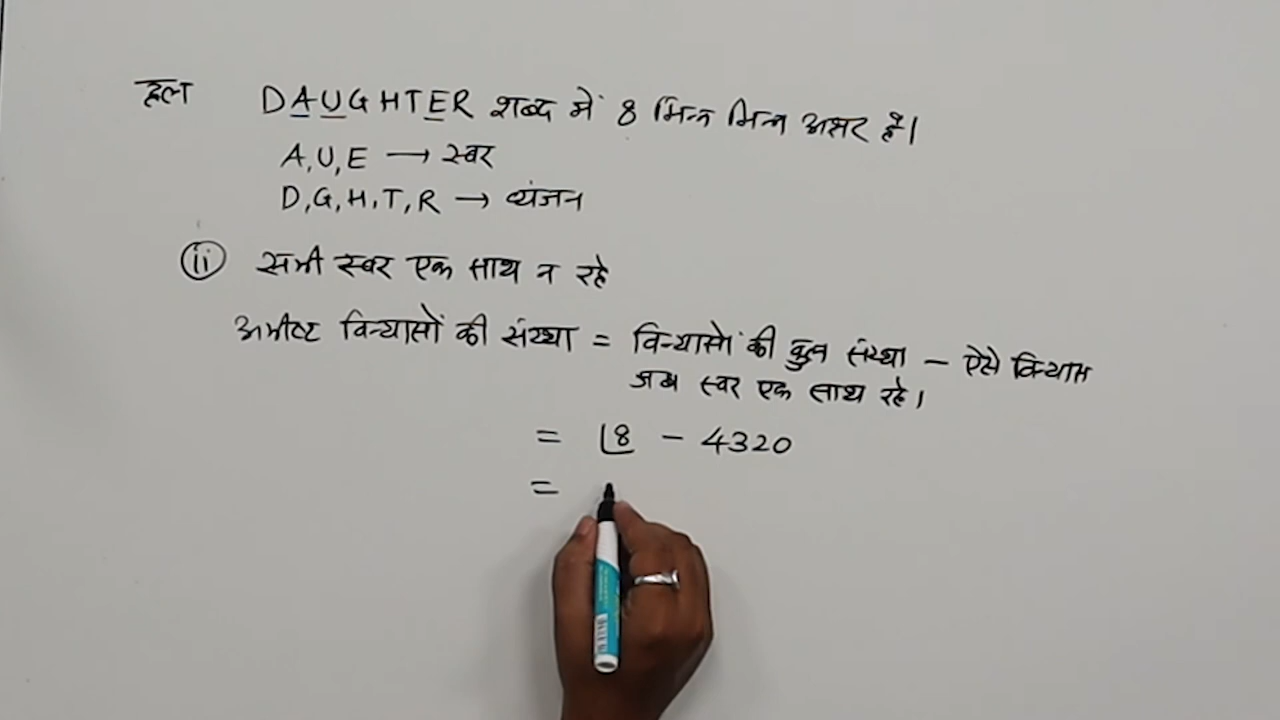 हल DAUGHTER शब्द में 8 भिन्न भिन्न अक्षर हैं।
A,U,E → स्वर
D,G,H,T,R → व्यंजन
(ii) सभी स्वर एक साथ न रहे
अभीष्ट विन्यासों की संख्या = विन्यासों की कुल संख्या – ऐसे विन्यास
जब स्वर एक साथ रहे।
= ⌊8 – 4320
=